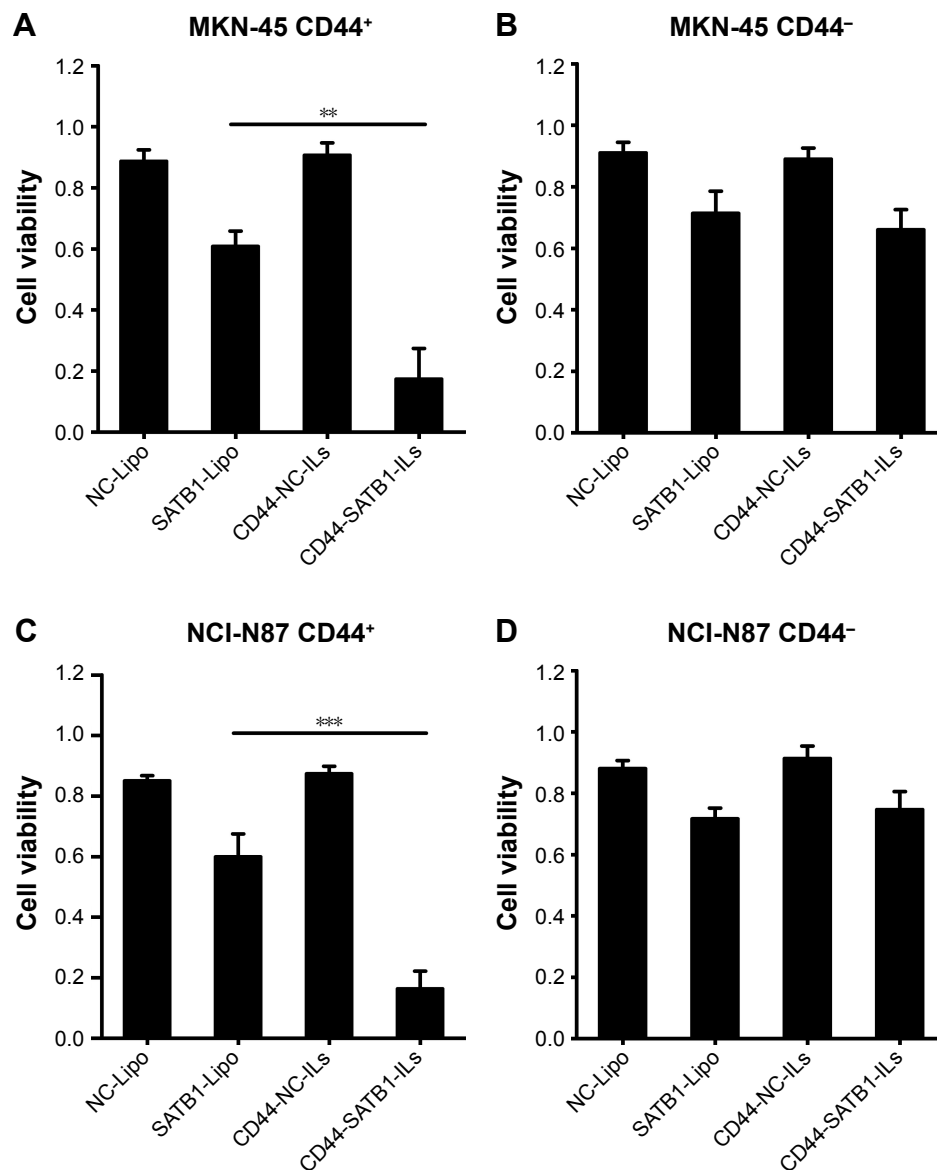 A
MKN-45 CD44⁺
1.2
1.0
0.8
0.6
0.4
0.2
0.0
Cell viability
**
NC-Lipo
SATB1-Lipo
CD44-NC-ILs
CD44-SATB1-ILs
B
MKN-45 CD44⁻
1.2
1.0
0.8
0.6
0.4
0.2
0.0
Cell viability
NC-Lipo
SATB1-Lipo
CD44-NC-ILs
CD44-SATB1-ILs
C
NCI-N87 CD44⁺
1.2
1.0
0.8
0.6
0.4
0.2
0.0
Cell viability
***
NC-Lipo
SATB1-Lipo
CD44-NC-ILs
CD44-SATB1-ILs
D
NCI-N87 CD44⁻
1.2
1.0
0.8
0.6
0.4
0.2
0.0
Cell viability
NC-Lipo
SATB1-Lipo
CD44-NC-ILs
CD44-SATB1-ILs